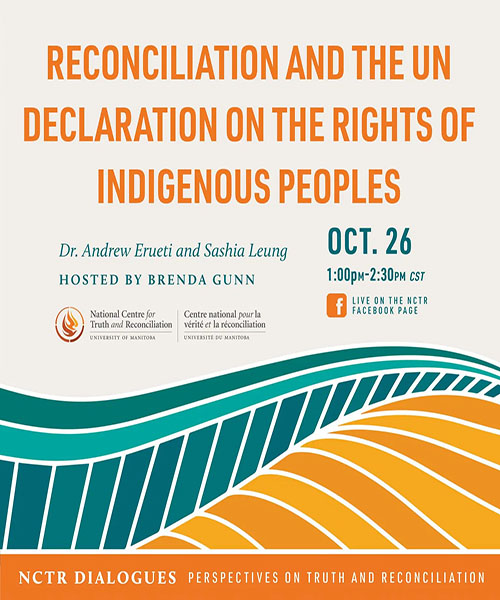 RECONCILIATION AND THE UN
DECLARATION ON THE RIGHTS OF
INDIGENOUS PEOPLES
Dr. Andrew Erueti and Sashia Leung
HOSTED BY BRENDA GUNN
OCT. 26
1:00PM-2:30PM CST
f
LIVE ON THE NCTR
FACEBOOK PAGE
National Centre for
Truth and Reconciliation
UNIVERSITY OF MANITOBA
Centre national pour la
vérité et la réconciliation
UNIVERSITÉ DU MANITOBA
NCTR DIALOGUES PERSPECTIVES ON TRUTH AND RECONCILIATION